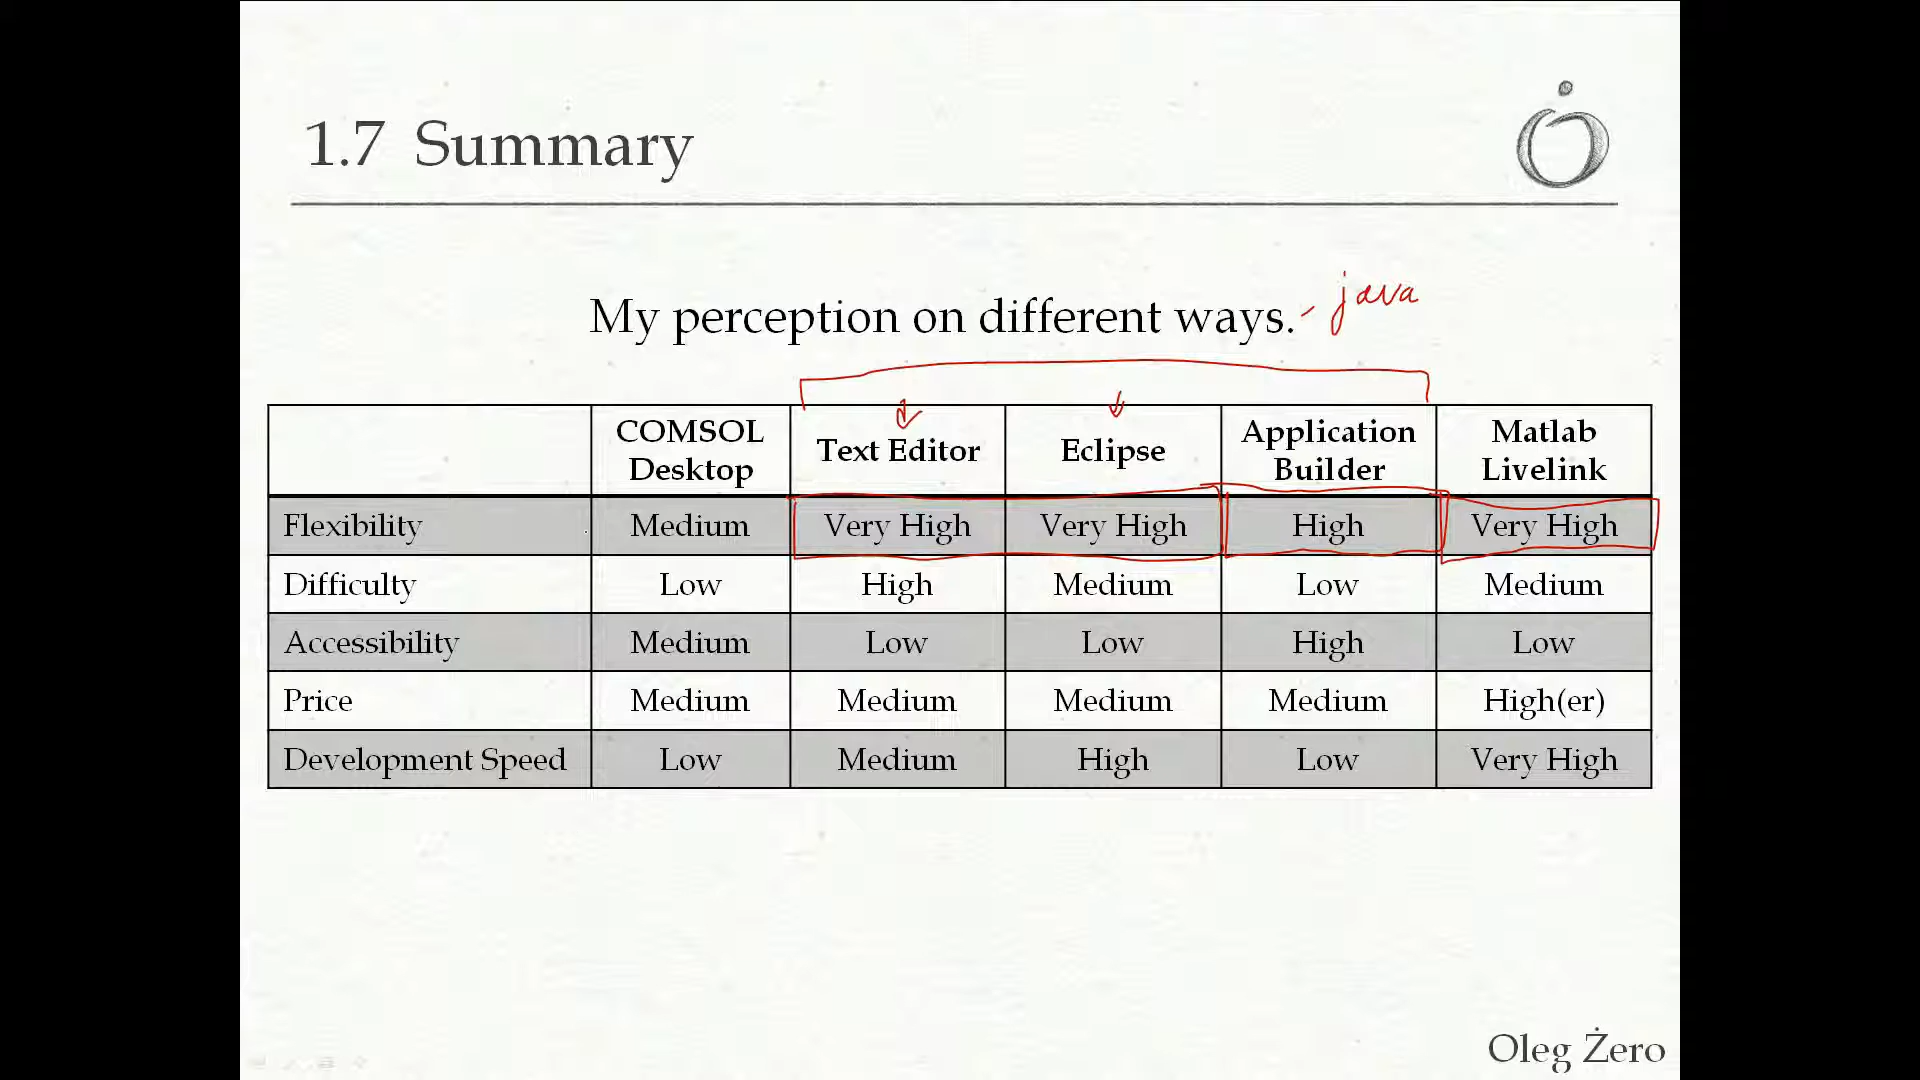 1.7 Summary
My perception on different ways. - java
COMSOL Desktop Text Editor Eclipse Application Builder Matlab Livelink
Flexibility Medium Very High Very High High Very High
Difficulty Low High Medium Low Medium
Accessibility Medium Low Low High Low
Price Medium Medium Medium Medium High(er)
Development Speed Low Medium High Low Very High
Oleg Żero